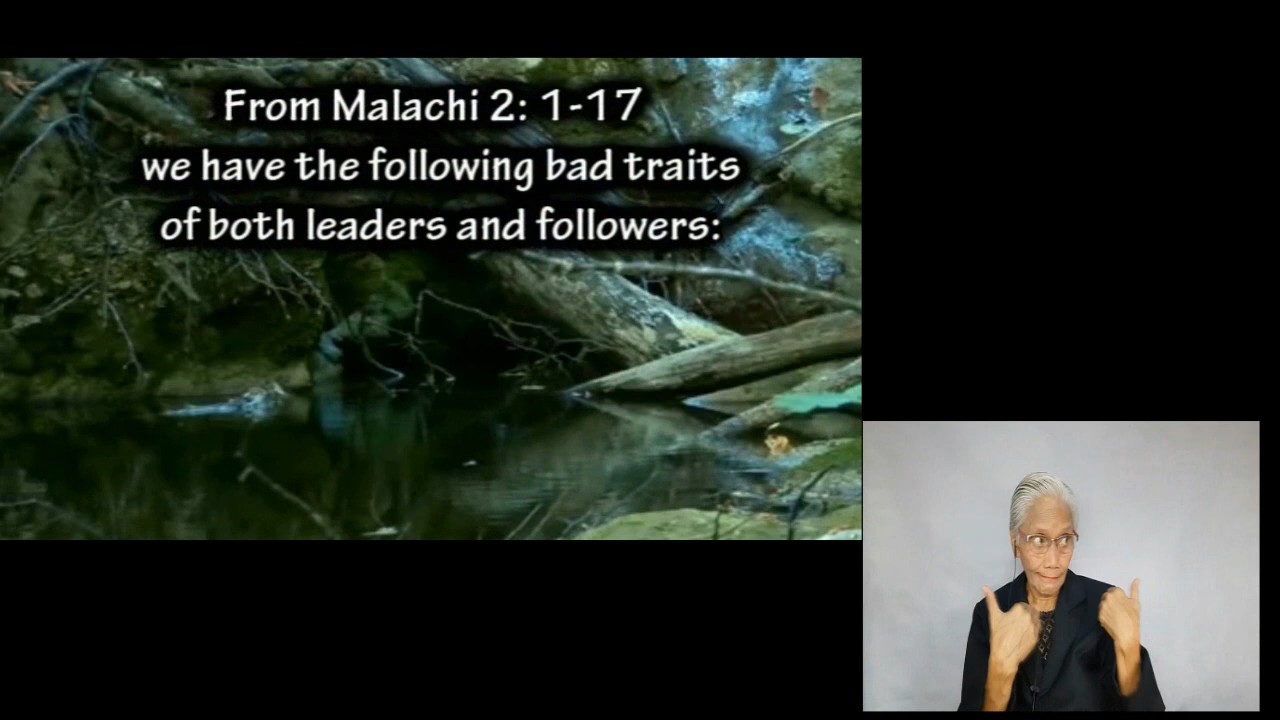 From Malachi 2: 1-17
we have the following bad traits
of both leaders and followers: